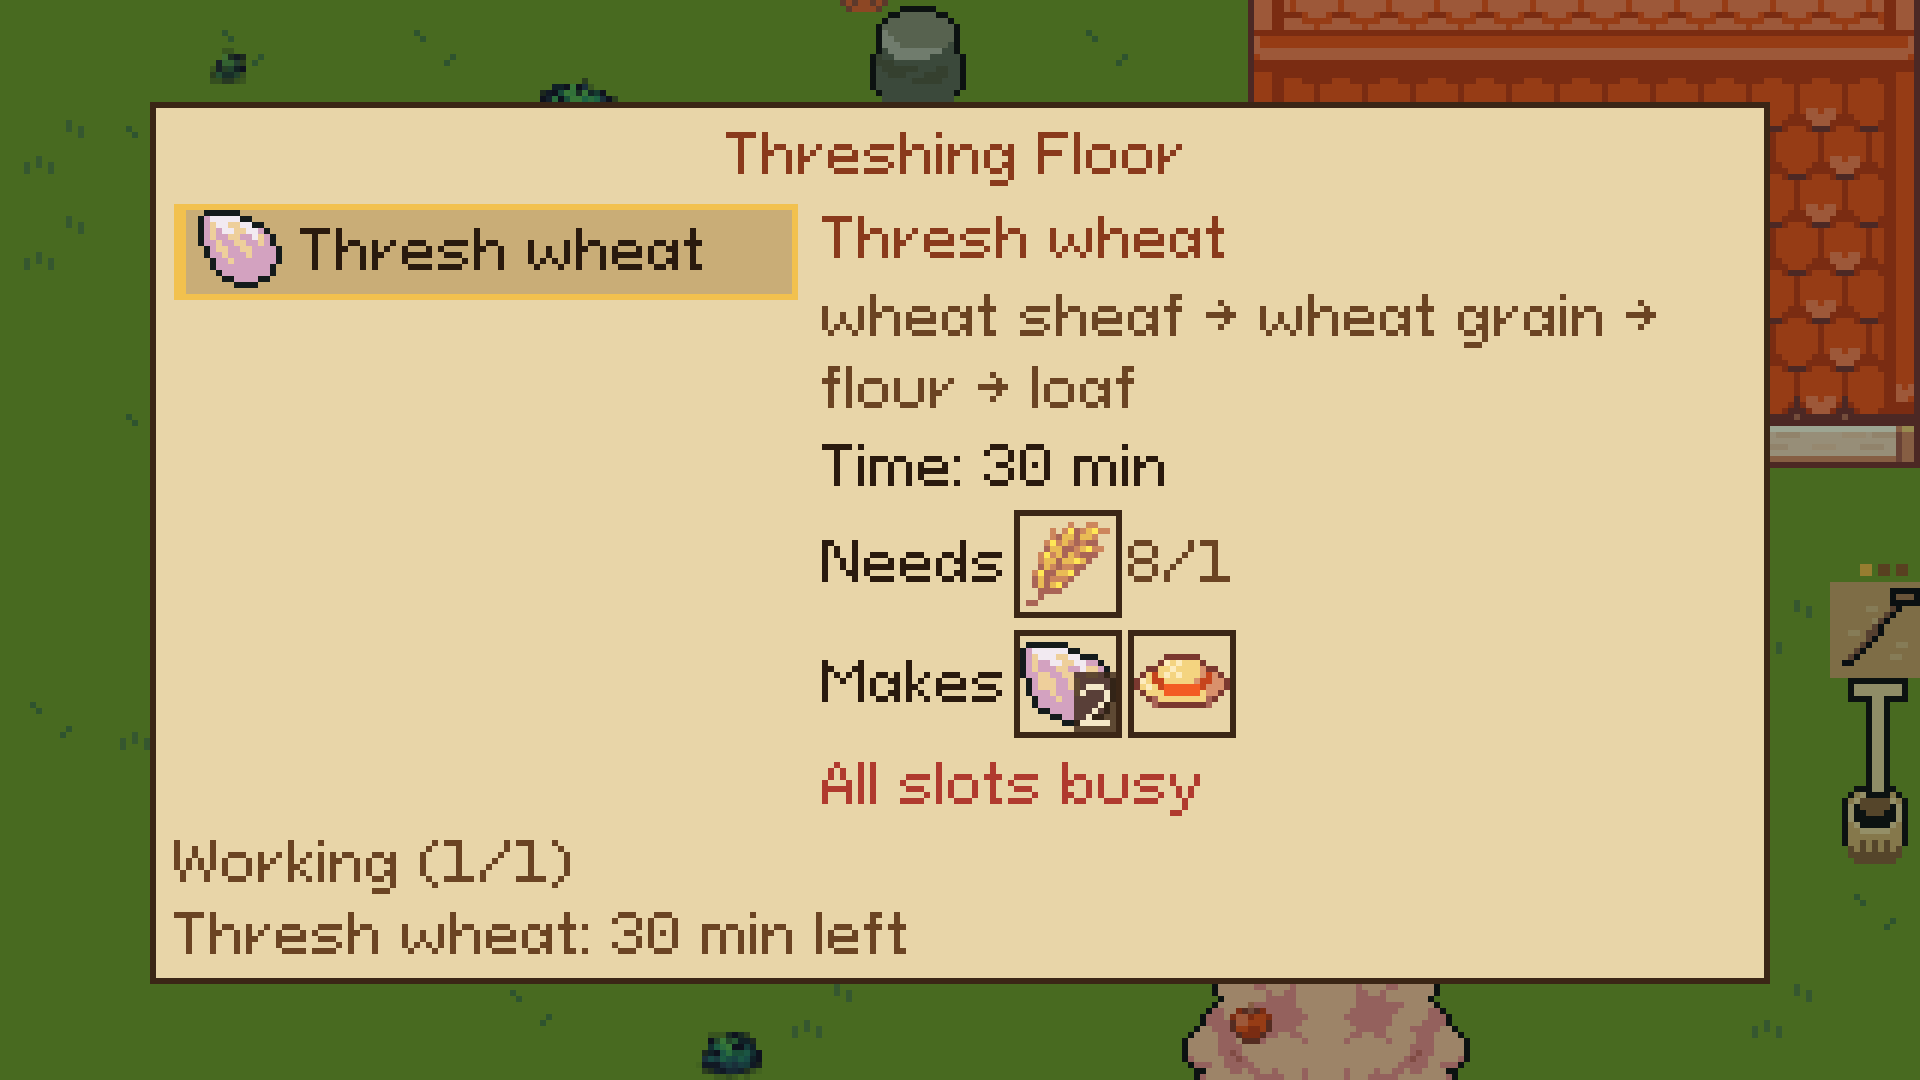 Threshing Floor
Thresh wheat
Thresh wheat
wheat sheaf → wheat grain →
flour → loaf
Time: 30 min
Needs 8/1
Makes 2
All slots busy
Working (1/1)
Thresh wheat: 30 min left